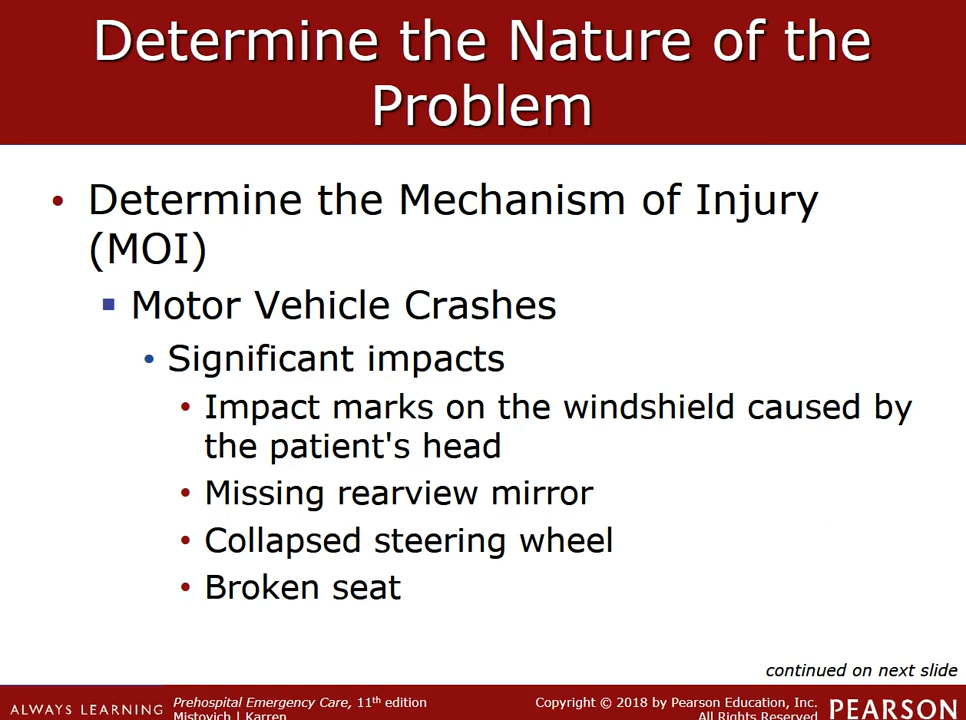 Determine the Nature of the
Problem
• Determine the Mechanism of Injury
(MOI)
▪ Motor Vehicle Crashes
• Significant impacts
• Impact marks on the windshield caused by
the patient's head
• Missing rearview mirror
• Collapsed steering wheel
• Broken seat
continued on next slide
ALWAYS LEARNING
Prehospital Emergency Care, 11th edition
Mistovich | Karren
Copyright © 2018 by Pearson Education, Inc.
All Rights Reserved
PEARSON